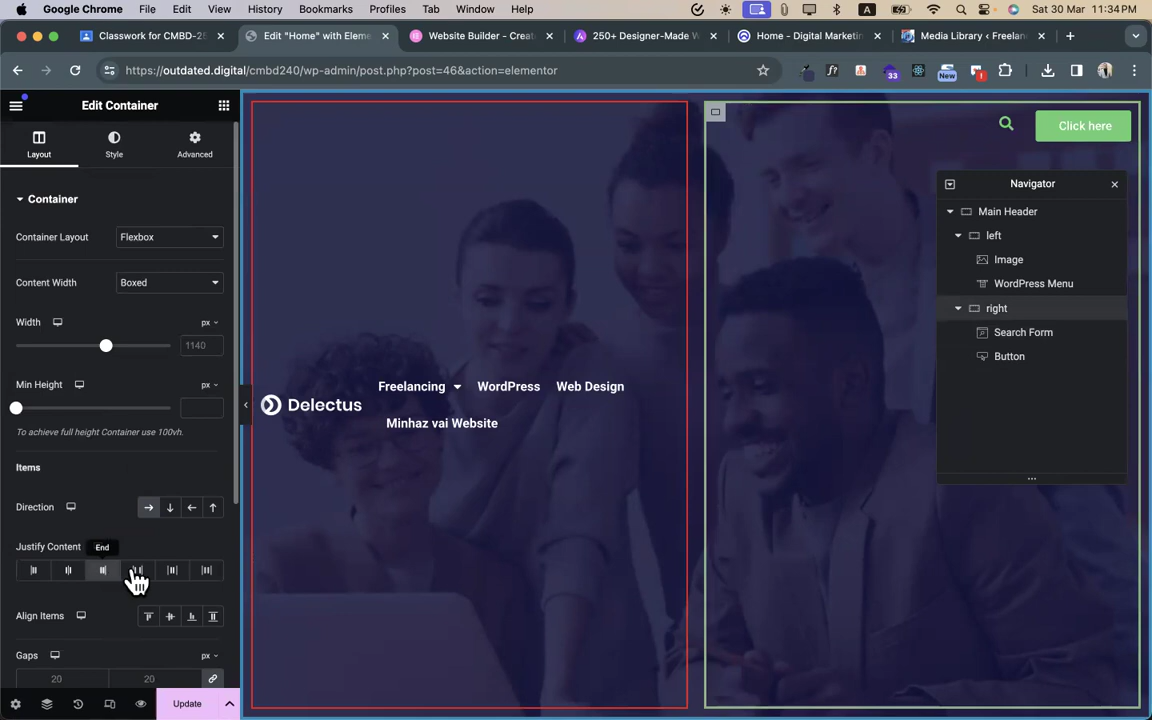 Google Chrome File Edit View History Bookmarks Profiles Tab Window Help A Sat 30 Mar 11:34PM
Classwork for CMBD-2 Edit "Home" with Eleme Website Builder - Creat 250+ Designer-Made W Home - Digital Marketin Media Library ‹ Freelan
https://outdated.digital/cmbd240/wp-admin/post.php?post=46&action=elementor
f?
33
New
Edit Container
Layout
Style
Advanced
Container
Container Layout
Flexbox
Content Width
Boxed
Width
px
1140
Min Height
px
To achieve full height Container use 100vh.
Items
Direction
Justify Content
End
Align Items
Gaps
px
20
20
Update
Delectus
Freelancing
WordPress
Web Design
Minhaz vai Website
Click here
Navigator
Main Header
left
Image
WordPress Menu
right
Search Form
Button